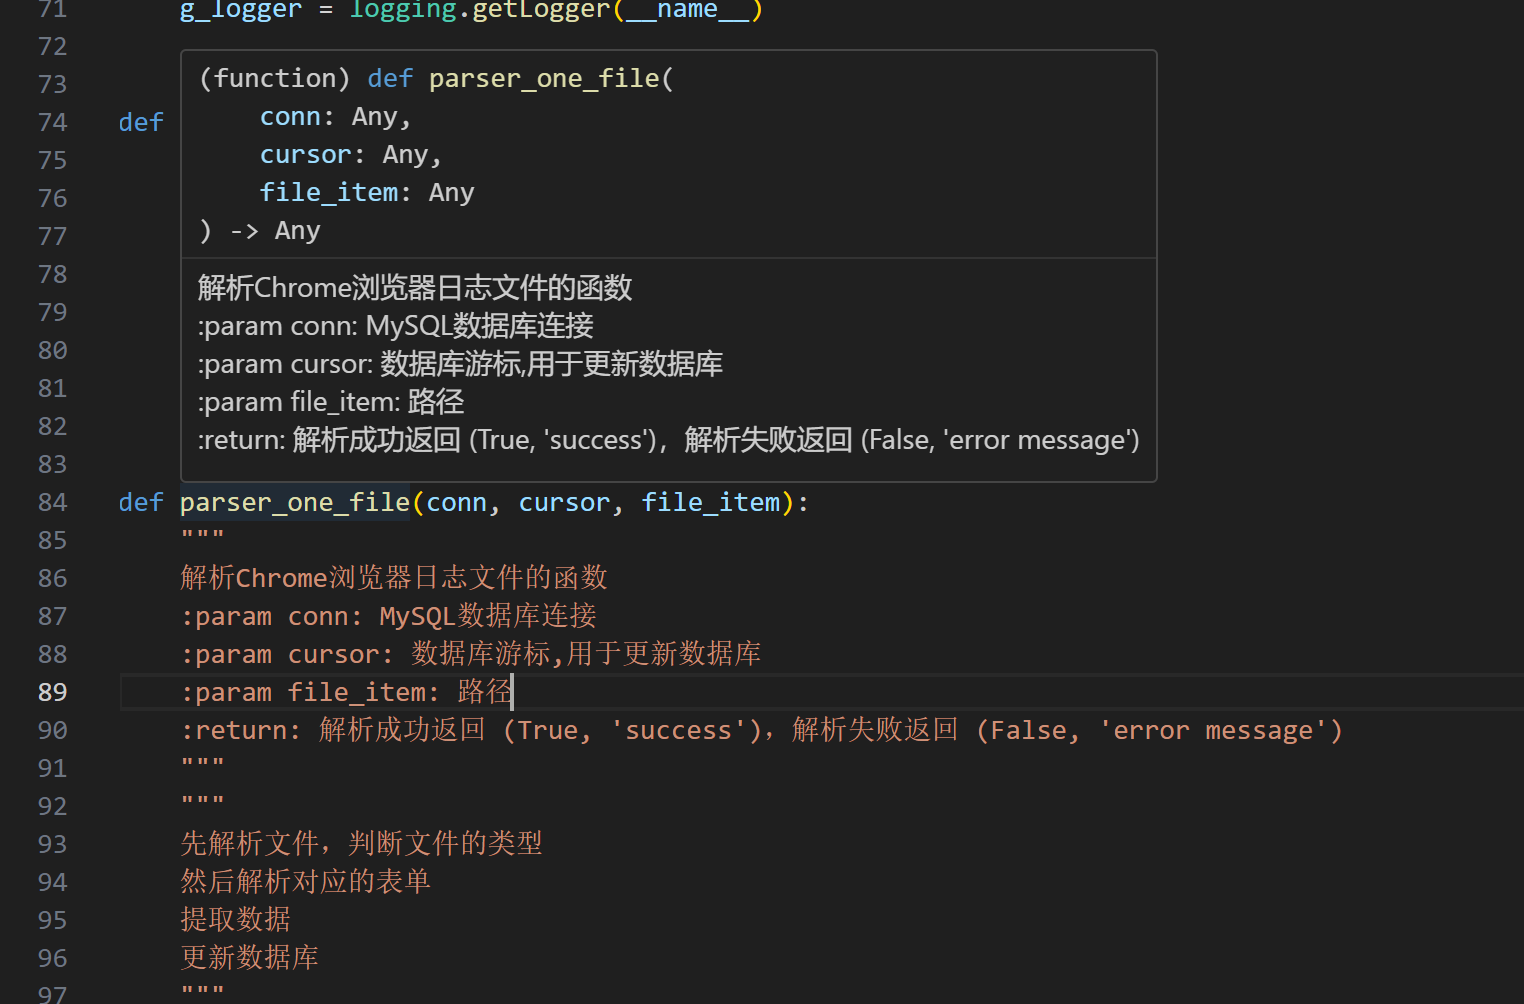 71 g_logger = logging.getLogger(__name__)
72
(function) def parser_one_file(
73
conn: Any,
74 def
cursor: Any,
75
file_item: Any
76
) -> Any
77
78
解析Chrome浏览器日志文件的函数
79
:param conn: MySQL数据库连接
80
:param cursor: 数据库游标,用于更新数据库
81
:param file_item: 路径
82
:return: 解析成功返回 (True, 'success')，解析失败返回 (False, 'error message')
83
84 def parser_one_file(conn, cursor, file_item):
85 """
86 解析Chrome浏览器日志文件的函数
87 :param conn: MySQL数据库连接
88 :param cursor: 数据库游标,用于更新数据库
89 :param file_item: 路径
90 :return: 解析成功返回 (True, 'success')，解析失败返回 (False, 'error message')
91 """
92 """
93 先解析文件，判断文件的类型
94 然后解析对应的表单
95 提取数据
96 更新数据库
97 """